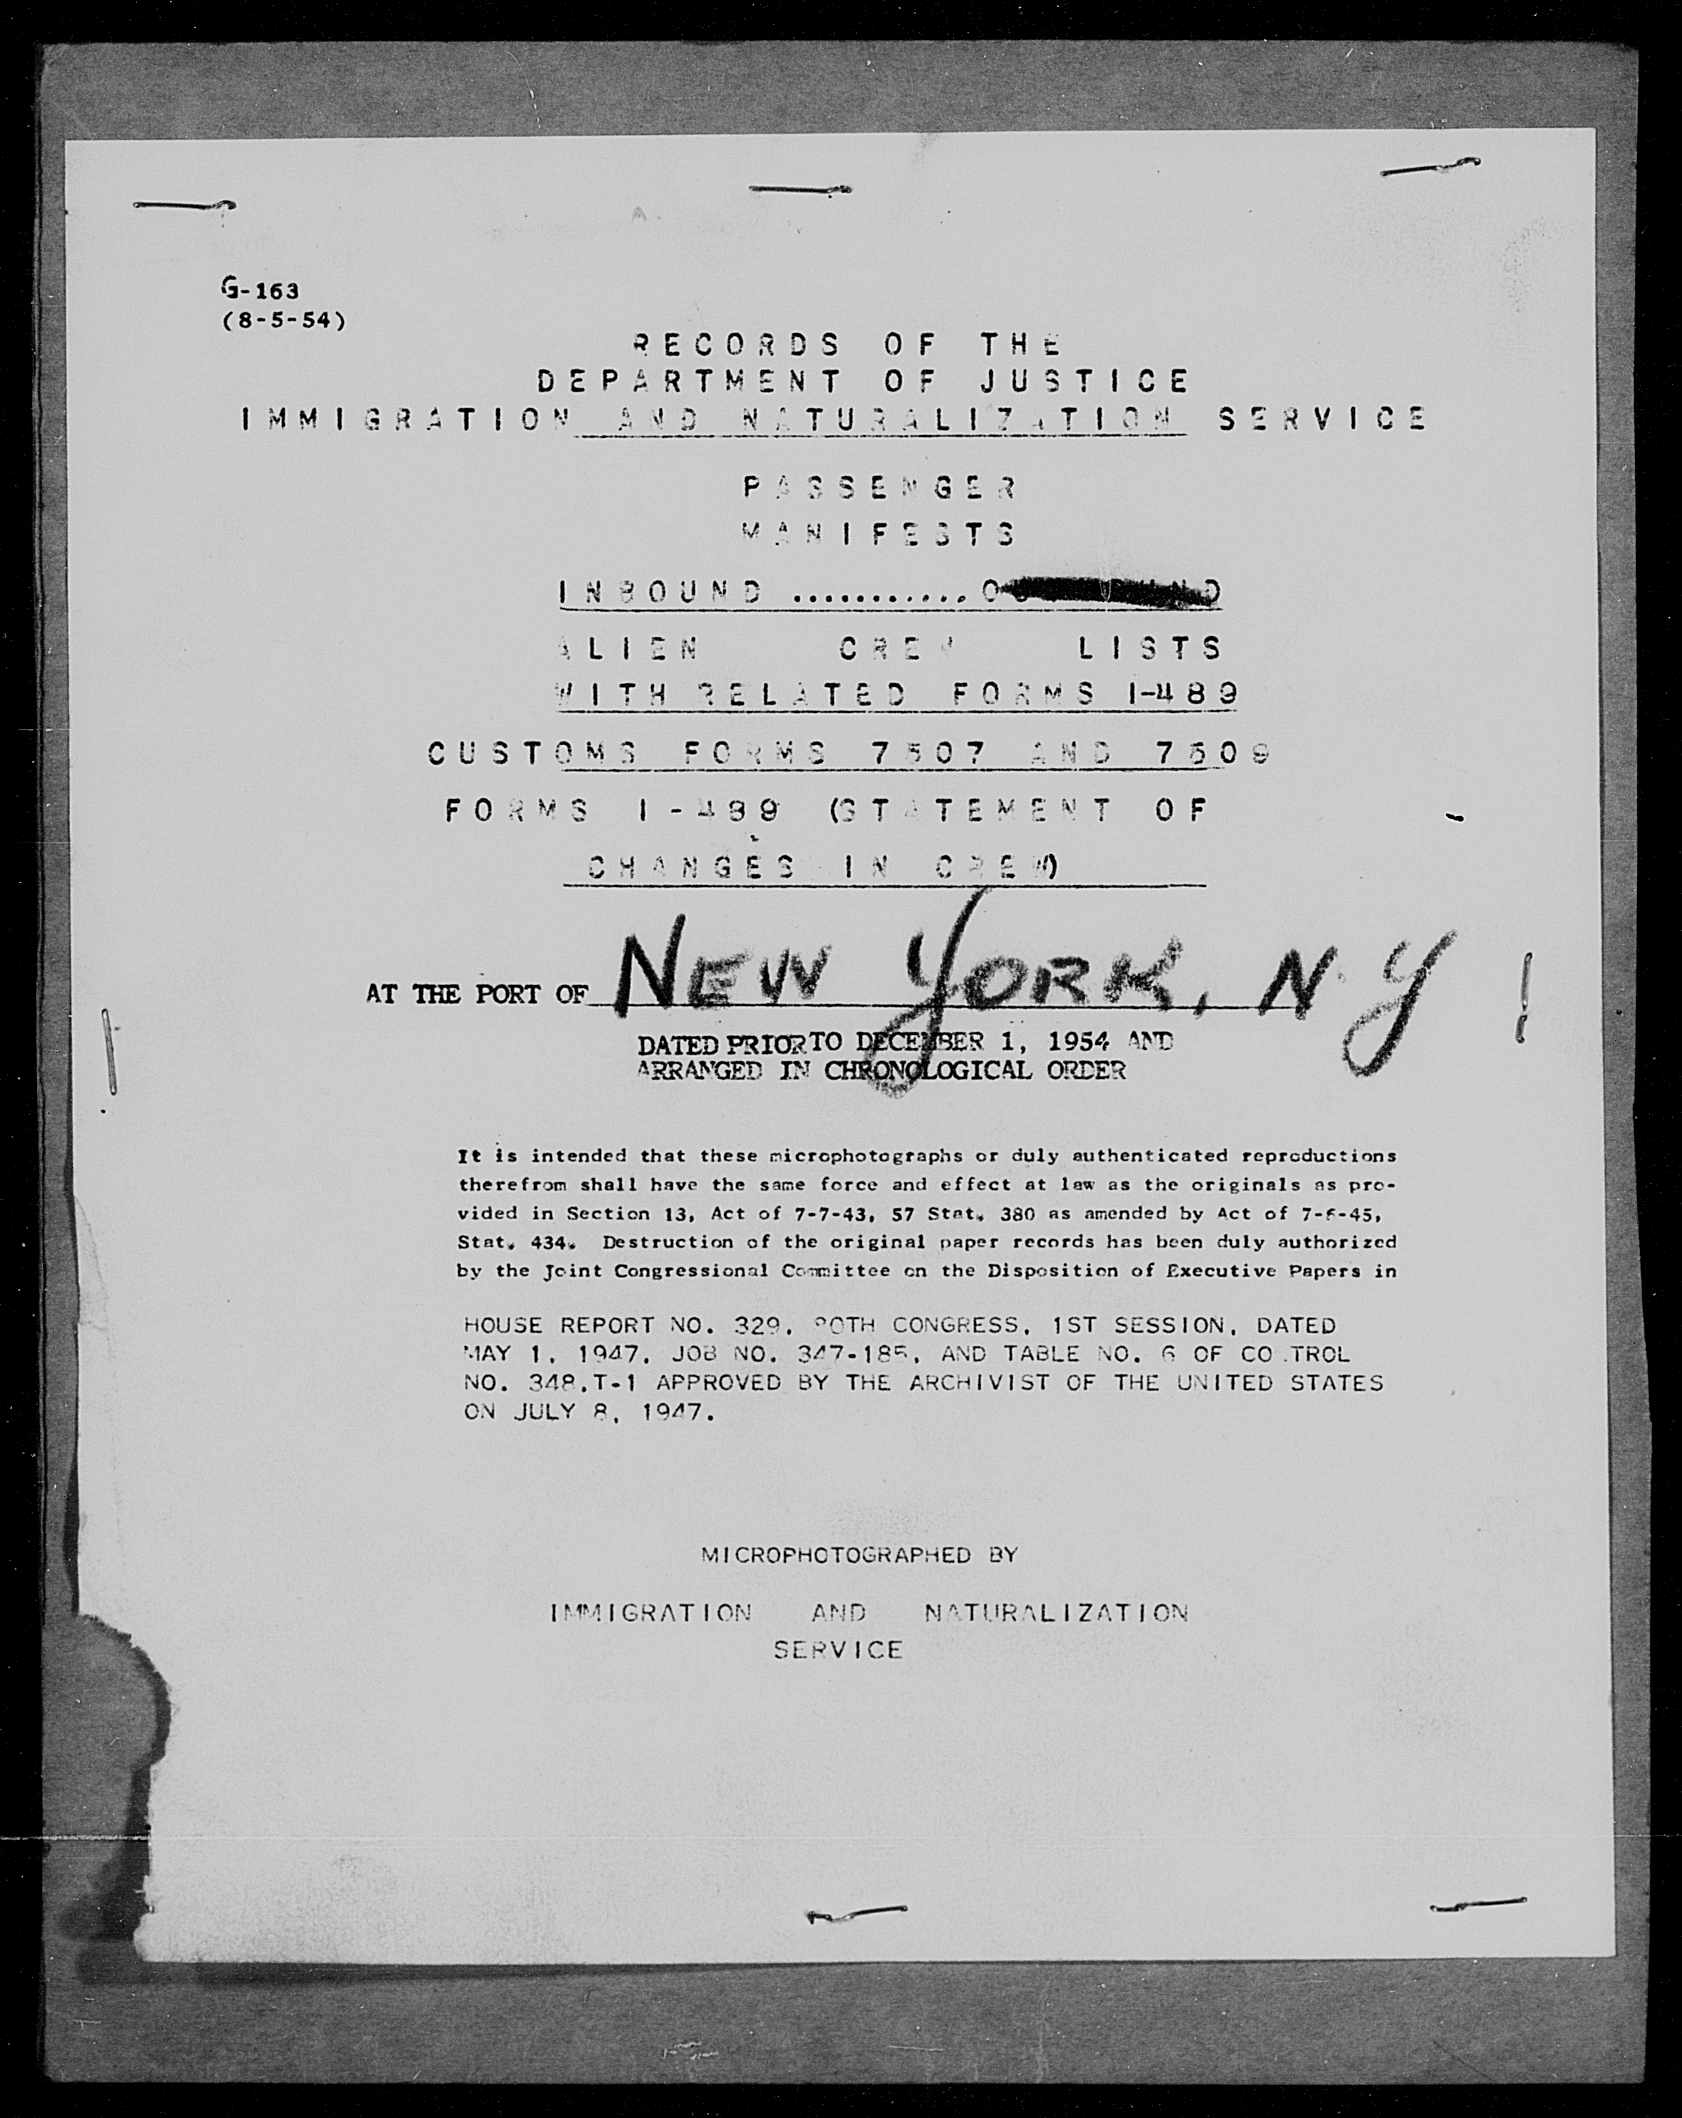 G-163
(8-5-54)
RECORDS OF THE
DEPARTMENT OF JUSTICE
IMMIGRATION AND NATURALIZATION SERVICE
PASSENGER
MANIFESTS
INBOUND ...........
ALIEN CREW LISTS
WITH RELATED FORMS I-489
CUSTOMS FORMS 7507 AND 7509
FORMS I-489 (STATEMENT OF
CHANGES IN CREW)
AT THE PORT OF NEW YORK, N.Y!
DATED PRIOR TO DECEMBER 1, 1954 AND
ARRANGED IN CHRONOLOGICAL ORDER
It is intended that these microphotographs or duly authenticated reproductions
therefrom shall have the same force and effect at law as the originals as pro-
vided in Section 13, Act of 7-7-43, 57 Stat. 380 as amended by Act of 7-6-45,
Stat. 434. Destruction of the original paper records has been duly authorized
by the Joint Congressional Committee on the Disposition of Executive Papers in
HOUSE REPORT NO. 329, 80TH CONGRESS, 1ST SESSION, DATED
MAY 1, 1947, JOB NO. 347-185, AND TABLE NO. 6 OF CO.TROL
NO. 348,T-1 APPROVED BY THE ARCHIVIST OF THE UNITED STATES
ON JULY 8, 1947.
MICROPHOTOGRAPHED BY
IMMIGRATION AND NATURALIZATION
SERVICE